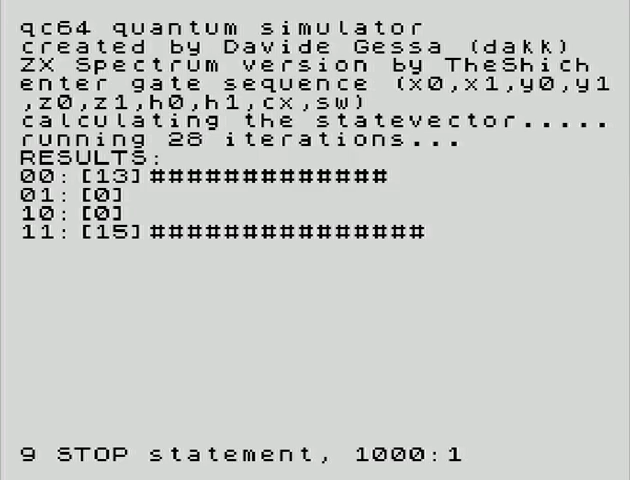 qc64 quantum simulator
created by Davide Gessa (dakk)
ZX Spectrum version by TheShich
enter gate sequence (x0,x1,y0,y1
,z0,z1,h0,h1,cx,sw)
calculating the statevector.....
running 28 iterations...
RESULTS:
00:[13]#############
01:[0]
10:[0]
11:[15]###############
9 STOP statement, 1000:1